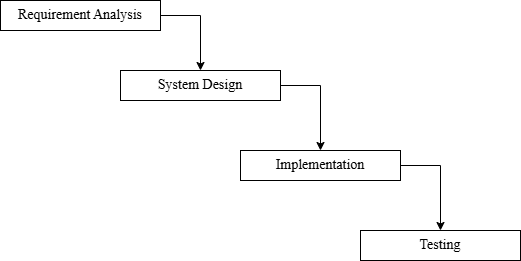 Requirement Analysis
System Design
Implementation
Testing